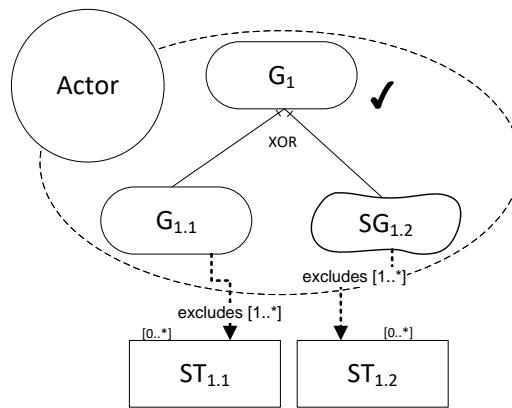 Actor
G1
XOR
G1.1
SG1.2
excludes [1..*]
excludes [1..*]
[0..*]
[0..*]
ST1.1
ST1.2